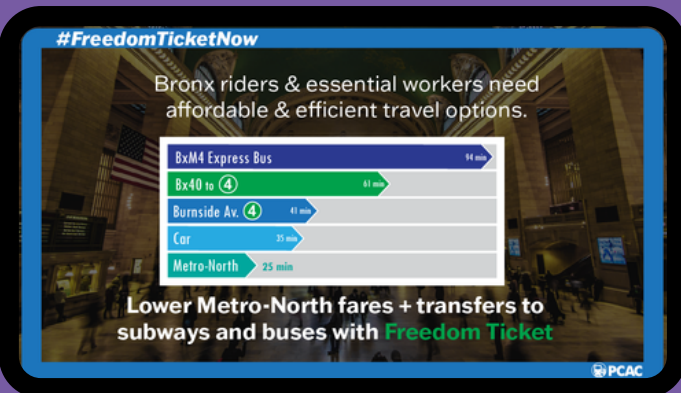 #FreedomTicketNow
Bronx riders & essential workers need
affordable & efficient travel options.
BxM4 Express Bus 94 min
Bx40 to 4 61 min
Burnside Av. 4 41 min
Car 35 min
Metro-North 25 min
Lower Metro-North fares + transfers to
subways and buses with Freedom Ticket
PCAC